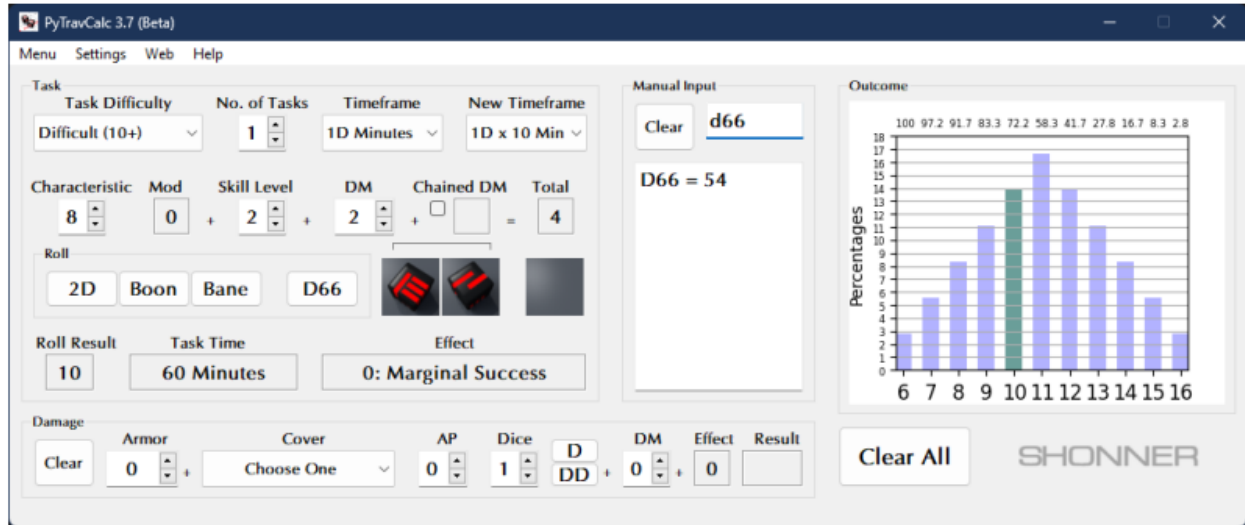 PyTravCalc 3.7 (Beta)
Menu Settings Web Help
Task
Task Difficulty No. of Tasks Timeframe New Timeframe
Difficult (10+) 1 1D Minutes 1D x 10 Min
Characteristic Mod Skill Level DM Chained DM Total
8 0 + 2 + 2 + = 4
Roll
2D Boon Bane D66
Roll Result Task Time Effect
10 60 Minutes 0: Marginal Success
Manual Input
Clear d66
D66 = 54
Outcome
100 97.2 91.7 83.3 72.2 58.3 41.7 27.8 16.7 8.3 2.8
18
17
16
15
14
13
12
11
10
9
8
7
6
5
4
3
2
1
0
Percentages
6 7 8 9 10 11 12 13 14 15 16
Damage
Armor Cover AP Dice DM Effect Result
Clear 0 + Choose One 0 1 D DD + 0 + 0
Clear All
SHONNER